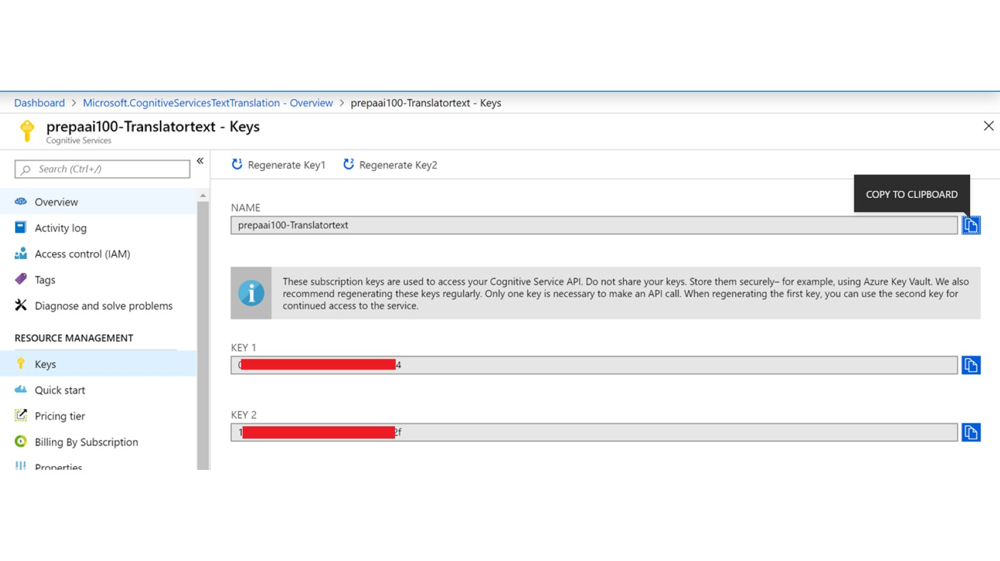 Dashboard > Microsoft.CognitiveServicesTextTranslation - Overview > prepaai100-Translatortext - Keys
prepaai100-Translatortext - Keys
Cognitive Services
Search (Ctrl+/)
«
Overview
Activity log
Access control (IAM)
Tags
Diagnose and solve problems
RESOURCE MANAGEMENT
Keys
Quick start
Pricing tier
Billing By Subscription
Properties
Regenerate Key1
Regenerate Key2
COPY TO CLIPBOARD
NAME
prepaai100-Translatortext
These subscription keys are used to access your Cognitive Service API. Do not share your keys. Store them securely– for example, using Azure Key Vault. We also
recommend regenerating these keys regularly. Only one key is necessary to make an API call. When regenerating the first key, you can use the second key for
continued access to the service.
KEY 1
4
KEY 2
1 2f